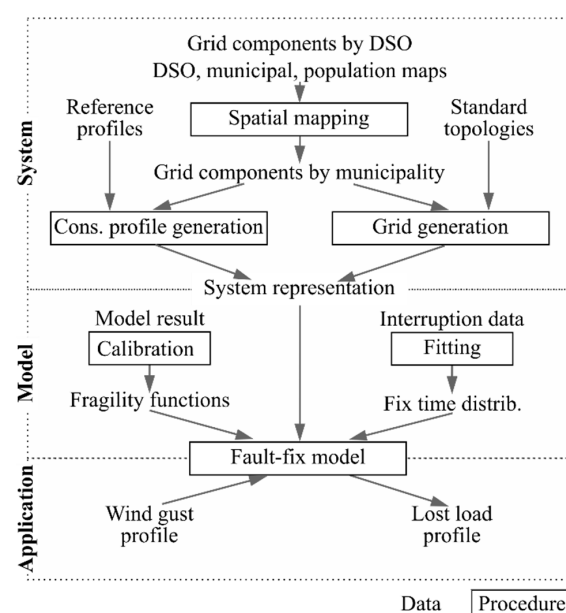 Grid components by DSO
DSO, municipal, population maps
Reference
profiles
Spatial mapping
Standard
topologies
Grid components by municipality
Cons. profile generation
Grid generation
System representation
System
Model result
Calibration
Fragility functions
Interruption data
Fitting
Fix time distrib.
Model
Fault-fix model
Wind gust
profile
Lost load
profile
Application
Data
Procedure